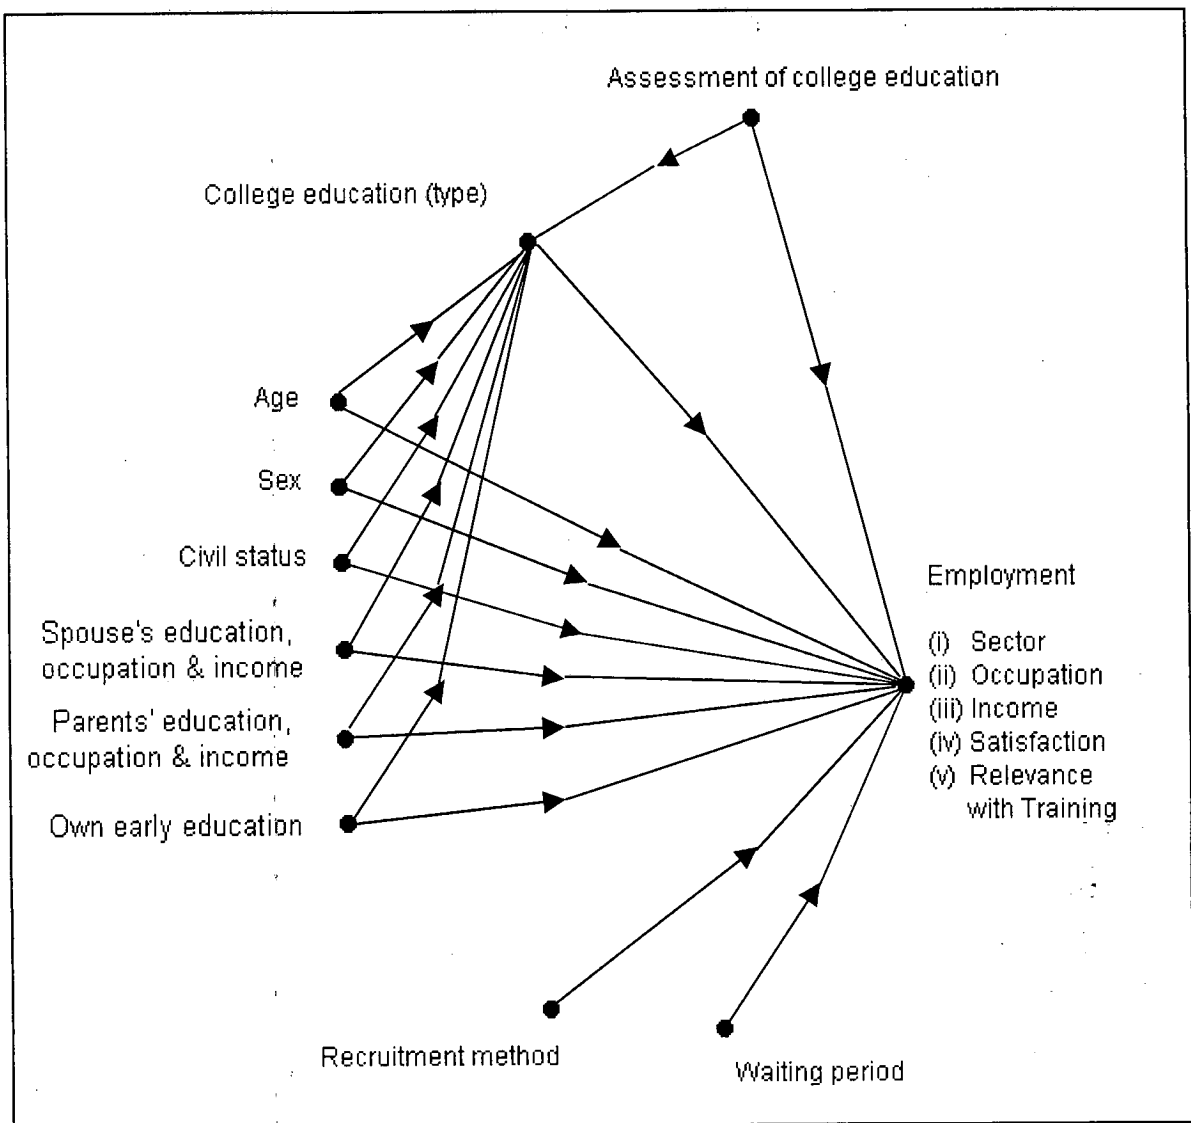 Assessment of college education
College education (type)
Age
Sex
Civil status
Spouse's education,
occupation & income
Parents' education,
occupation & income
Own early education
Employment
(i) Sector
(ii) Occupation
(iii) Income
(iv) Satisfaction
(v) Relevance
with Training
Recruitment method
Waiting period